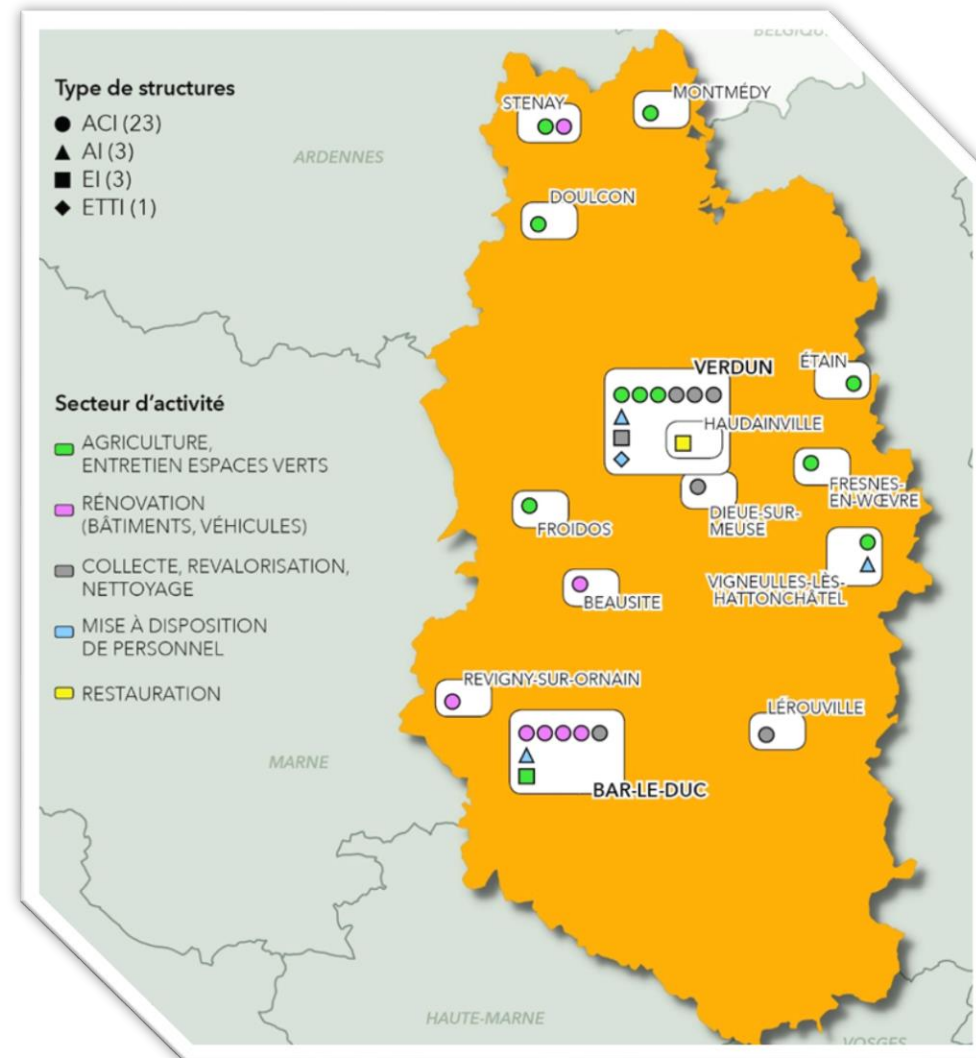 BELGIQU
Type de structures
ACI (23)
AI (3)
EI (3)
ETTI (1)
ARDENNES
STENAY
MONTMÉDY
DOULCON
VERDUN
ÉTAIN
HAUDAINVILLE
Secteur d'activité
AGRICULTURE,
ENTRETIEN ESPACES VERTS
RÉNOVATION
(BÂTIMENTS, VÉHICULES)
COLLECTE, REVALORISATION,
NETTOYAGE
MISE À DISPOSITION
DE PERSONNEL
RESTAURATION
FRESNES-
EN-WŒVRE
DIEUE-SUR-
MEUSE
FROIDOS
VIGNEULLES-LÈS-
HATTONCHÂTEL
BEAUSITE
REVIGNY-SUR-ORNAIN
LÉROUVILLE
MARNE
BAR-LE-DUC
HAUTE-MARNE
VOSGES